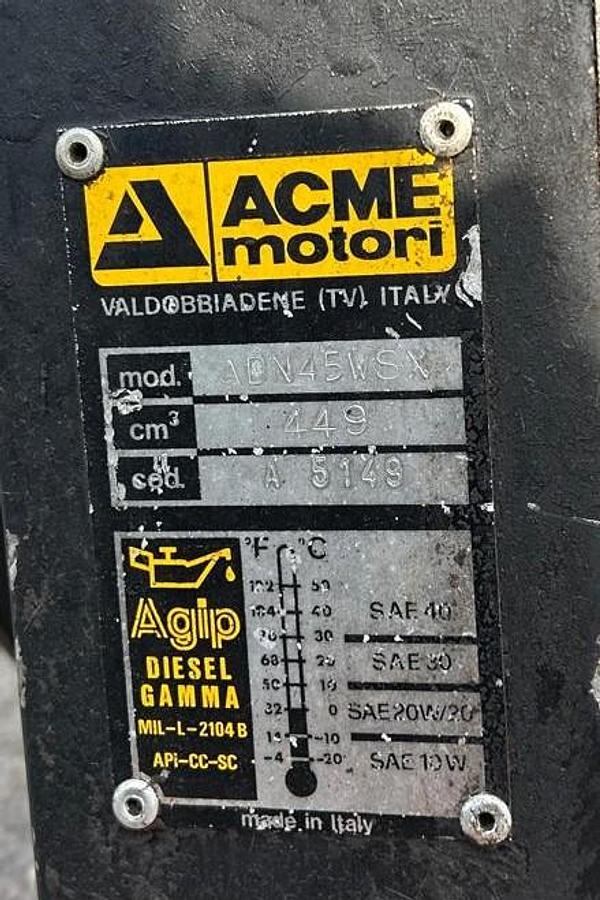 ACME
motori
VALDOBBIADENE (TV) ITALY
mod. ADN45WSX
cm³ 449
cod. A 5149
°F °C
122 50
104 40 SAE 40
86 30
68 20 SAE 30
50 10
32 0 SAE 20W/20
14 -10
-4 -20 SAE 10W
Agip
DIESEL
GAMMA
MIL-L-2104B
APi-CC-SC
made in Italy